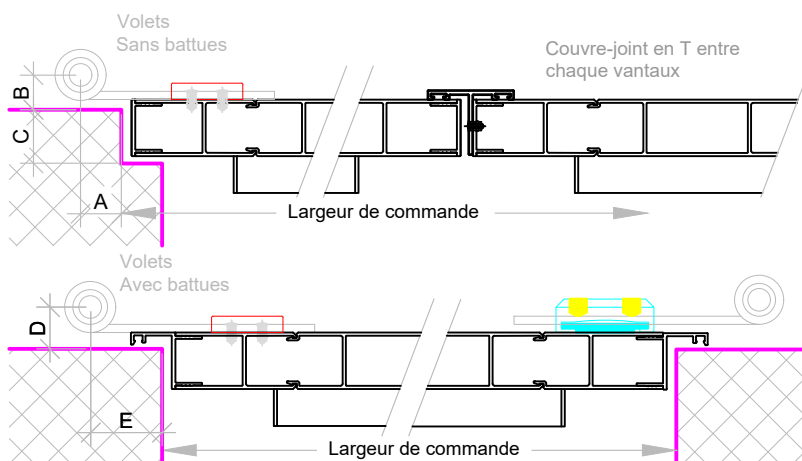 Volets
Sans battues
Couvre-joint en T entre
chaque vantaux
B
C
A
Largeur de commande
Volets
Avec battues
D
E
Largeur de commande